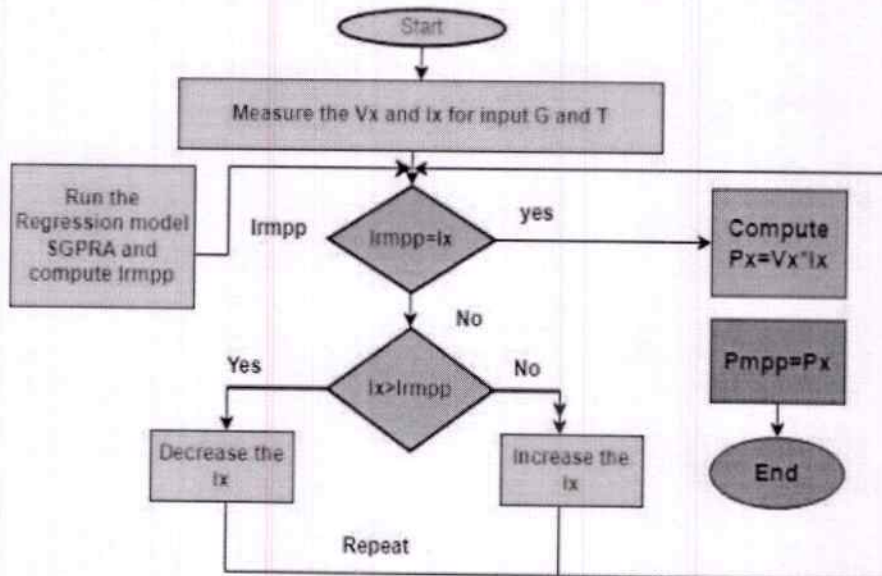 Start
Measure the Vx and Ix for input G and T
Run the
Regression model
SGPRA and
compute Irmpp
Irmpp
Irmpp=Ix
yes
Compute
Px=Vx*Ix
No
Yes
Ix>Irmpp
No
Pmpp=Px
Decrease the
Ix
Increase the
Ix
End
Repeat